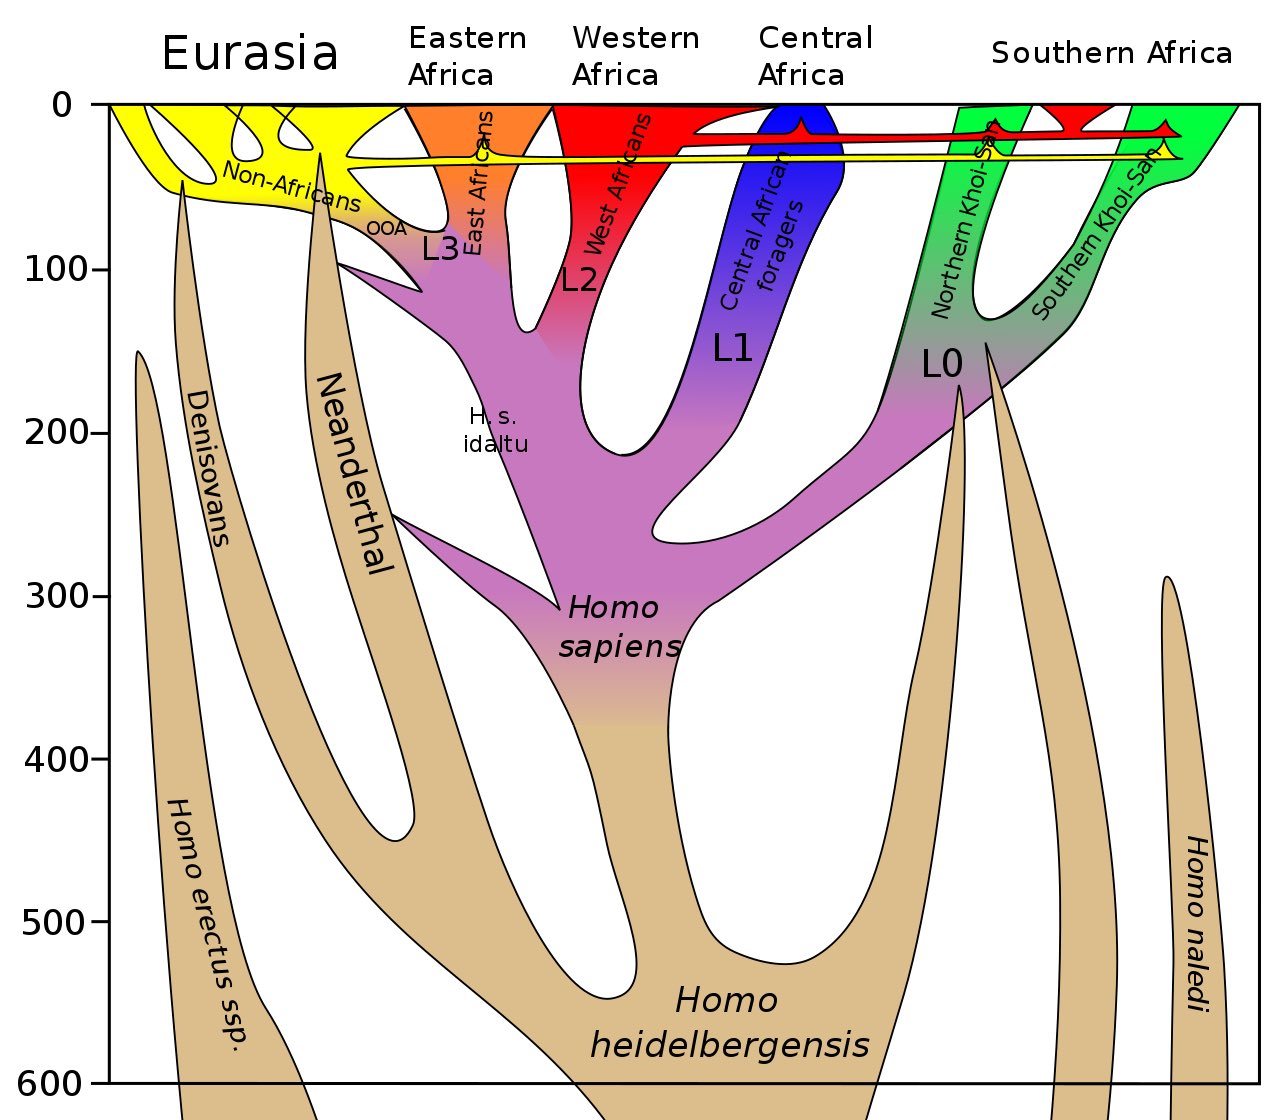 Eurasia
Eastern
Africa
Western
Africa
Central
Africa
Southern Africa
0
100
200
300
400
500
600
Non-Africans
OOA
L3
East Africans
West Africans
L2
Central African
foragers
L1
Northern Khoi-San
Southern Khoi-San
L0
H. s.
idaltu
Denisovans
Neanderthal
Homo
sapiens
Homo erectus ssp.
Homo
heidelbergensis
Homo naledi